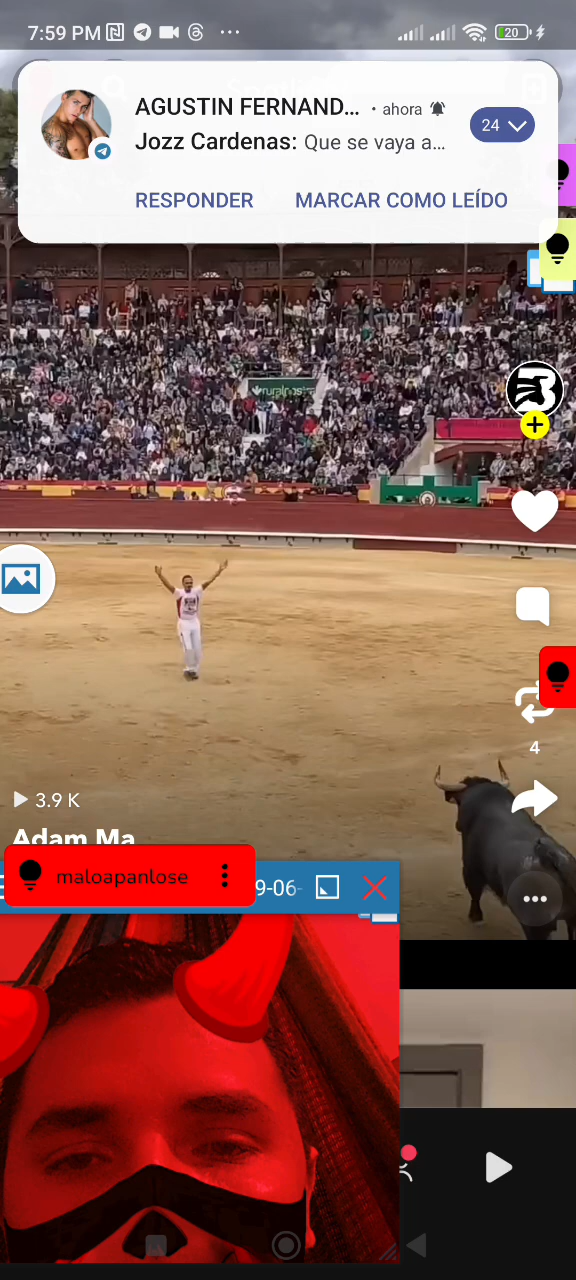 7:59 PM
20
AGUSTIN FERNAND... • ahora
Jozz Cardenas: Que se vaya a...
24
RESPONDER MARCAR COMO LEÍDO
4
3.9 K
Adam Ma
maloapanlose
9-06-